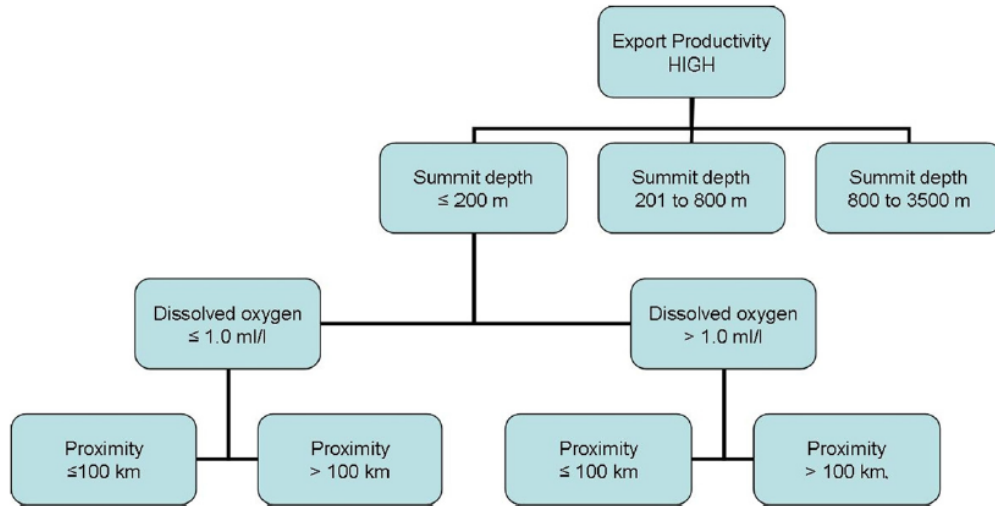 Export Productivity
HIGH
Summit depth
≤ 200 m
Summit depth
201 to 800 m
Summit depth
800 to 3500 m
Dissolved oxygen
≤ 1.0 ml/l
Dissolved oxygen
> 1.0 ml/l
Proximity
≤100 km
Proximity
> 100 km
Proximity
≤ 100 km
Proximity
> 100 km.